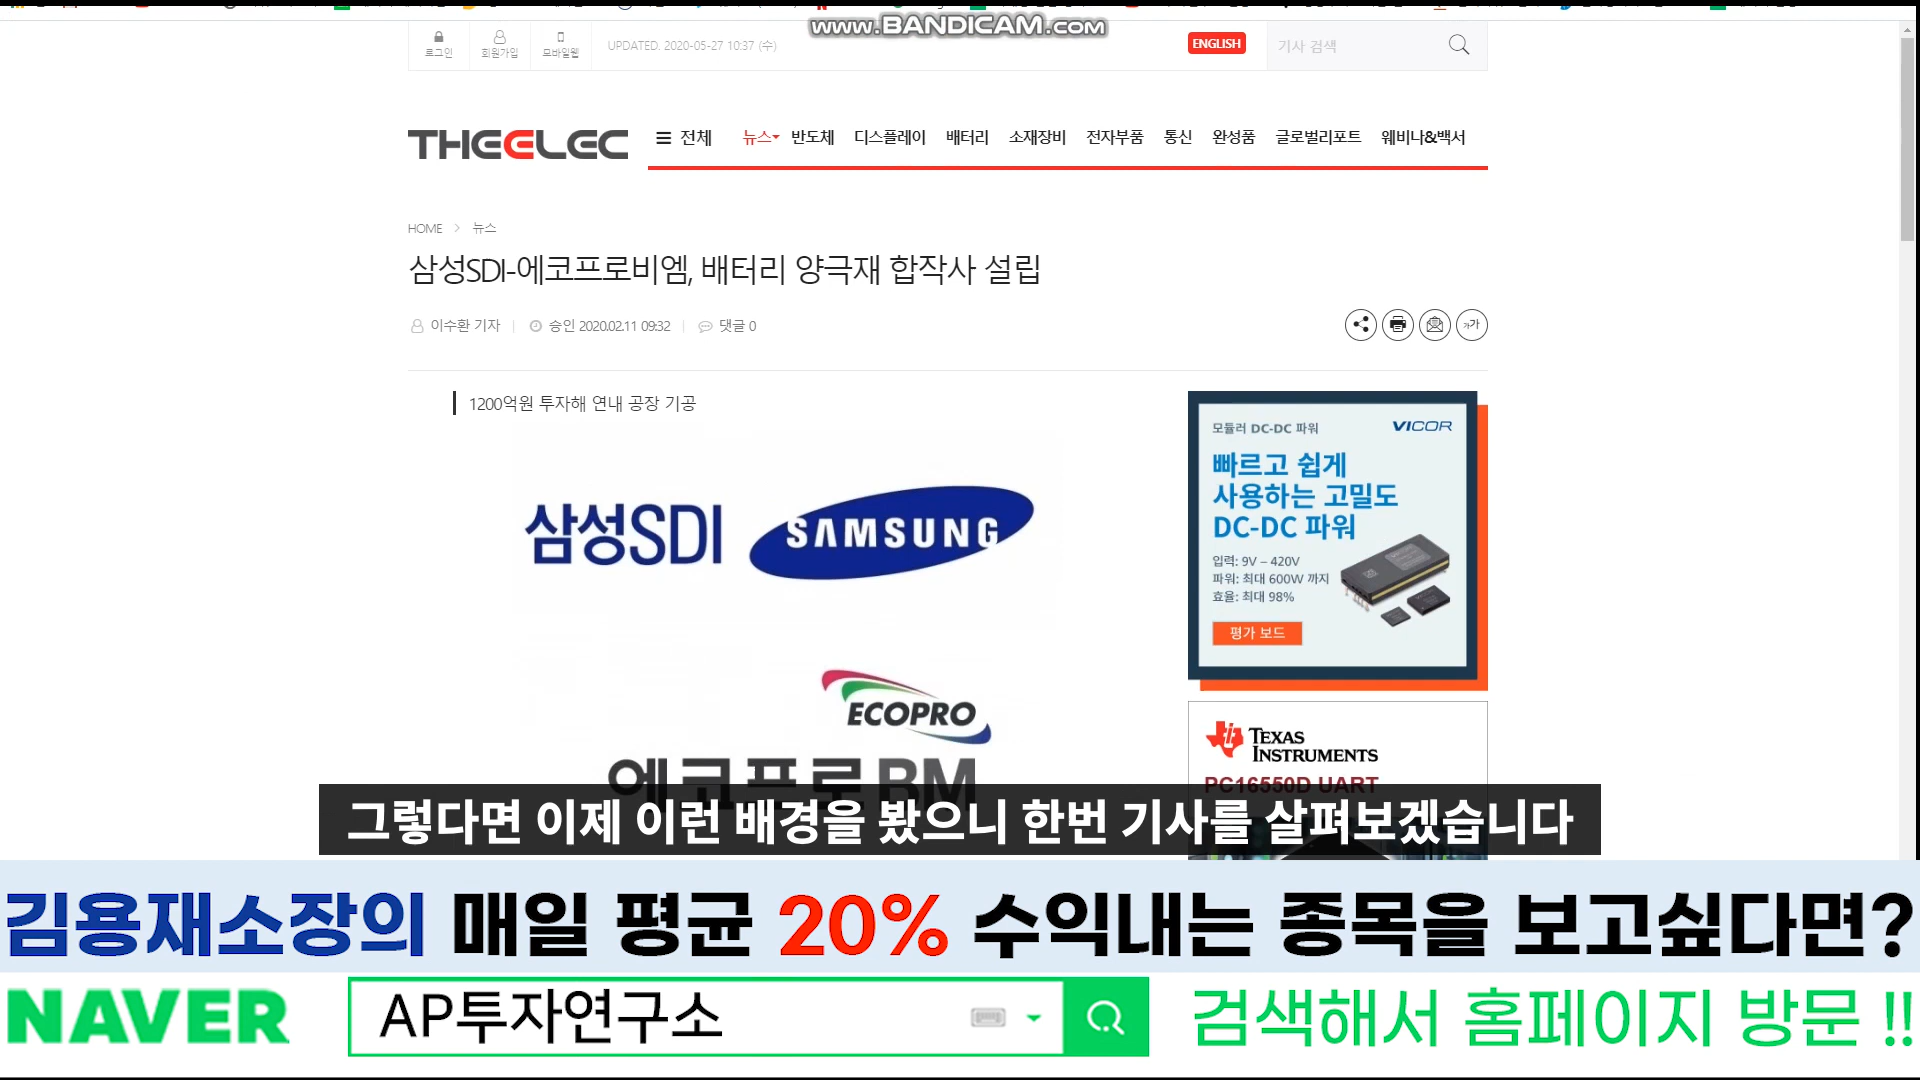 www.BANDICAM.com
로그인
회원가입
모바일웹
UPDATED. 2020-05-27 10:37 (수)
ENGLISH
기사 검색
THEELEC
전체 뉴스 반도체 디스플레이 배터리 소재장비 전자부품 통신 완성품 글로벌리포트 웨비나&백서
HOME > 뉴스
삼성SDI-에코프로비엠, 배터리 양극재 합작사 설립
이수환 기자 | 승인 2020.02.11 09:32 | 댓글 0
가가
1200억원 투자해 연내 공장 기공
삼성SDI SAMSUNG
ECOPRO
에코프로BM
모듈러 DC-DC 파워
VICOR
빠르고 쉽게
사용하는 고밀도
DC-DC 파워
입력: 9V – 420V
파워: 최대 600W 까지
효율: 최대 98%
평가 보드
TEXAS
INSTRUMENTS
PC16550D UART
그렇다면 이제 이런 배경을 봤으니 한번 기사를 살펴보겠습니다
김용재소장의 매일 평균 20% 수익내는 종목을 보고싶다면?
NAVER AP투자연구소 검색해서 홈페이지 방문 !!